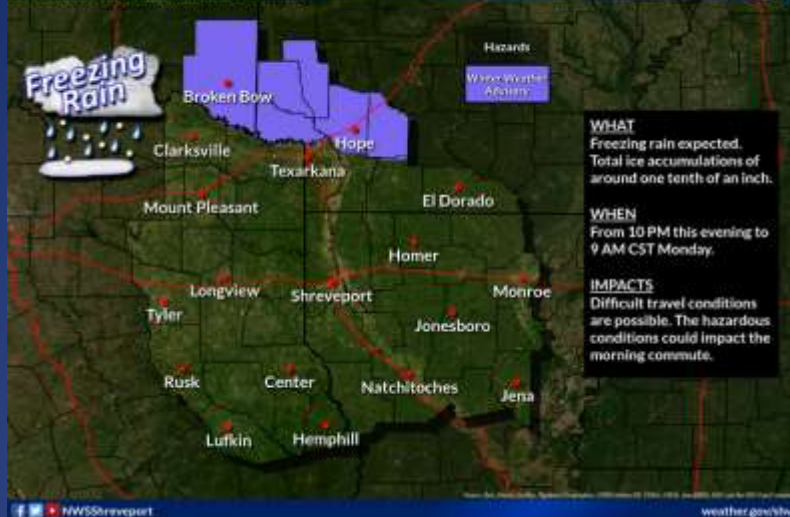 Freezing
Rain
Hazards
Winter Weather
Advisory
Broken Bow
Hope
Clarksville
Texarkana
Mount Pleasant
El Dorado
Homer
Longview
Shreveport
Monroe
Tyler
Jonesboro
Rusk
Center
Natchitoches
Jena
Lufkin
Hemphill
WHAT
Freezing rain expected.
Total ice accumulations of
around one tenth of an inch.
WHEN
From 10 PM this evening to
9 AM CST Monday.
IMPACTS
Difficult travel conditions
are possible. The hazardous
conditions could impact the
morning commute.
NWSShreveport
weather.gov/shv